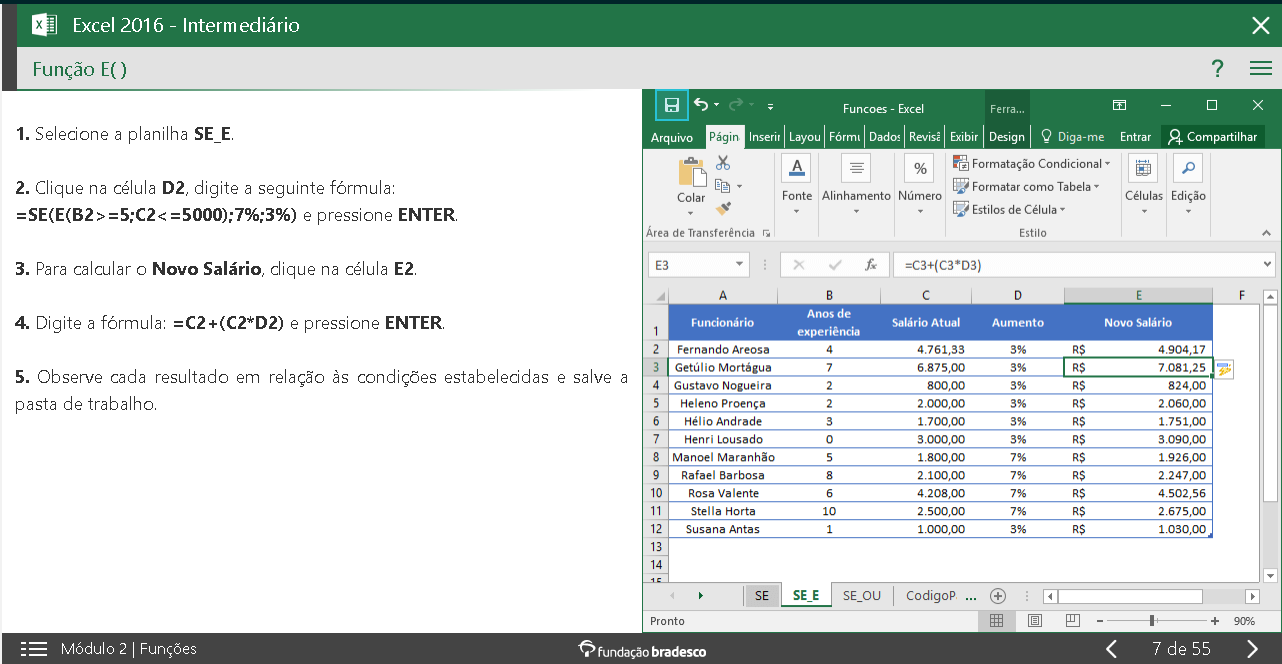 Excel 2016 - Intermediário
Função E( )
1. Selecione a planilha SE_E.
2. Clique na célula D2, digite a seguinte fórmula:
=SE(E(B2>=5;C2<=5000);7%;3%) e pressione ENTER.
3. Para calcular o Novo Salário, clique na célula E2.
4. Digite a fórmula: =C2+(C2*D2) e pressione ENTER.
5. Observe cada resultado em relação às condições estabelecidas e salve a
pasta de trabalho.
Funcoes - Excel
Ferra...
Arquivo Págin Inserir Layou Fórmu Dados Revisã Exibir Design Diga-me Entrar Compartilhar
Colar
Área de Transferência
Fonte
Alinhamento
%
Número
Formatação Condicional
Formatar como Tabela
Estilos de Célula
Estilo
Células
Edição
E3 fx =C3+(C3*D3)
A B C D E F
1 Funcionário Anos de experiência Salário Atual Aumento Novo Salário
2 Fernando Areosa 4 4.761,33 3% R$ 4.904,17
3 Getúlio Mortágua 7 6.875,00 3% R$ 7.081,25
4 Gustavo Nogueira 2 800,00 3% R$ 824,00
5 Heleno Proença 2 2.000,00 3% R$ 2.060,00
6 Hélio Andrade 3 1.700,00 3% R$ 1.751,00
7 Henri Lousado 0 3.000,00 3% R$ 3.090,00
8 Manoel Maranhão 5 1.800,00 7% R$ 1.926,00
9 Rafael Barbosa 8 2.100,00 7% R$ 2.247,00
10 Rosa Valente 6 4.208,00 7% R$ 4.502,56
11 Stella Horta 10 2.500,00 7% R$ 2.675,00
12 Susana Antas 1 1.000,00 3% R$ 1.030,00
13
14
15
SE SE_E SE_OU CodigoP. ...
Pronto
90%
Módulo 2 | Funções
fundação bradesco
7 de 55